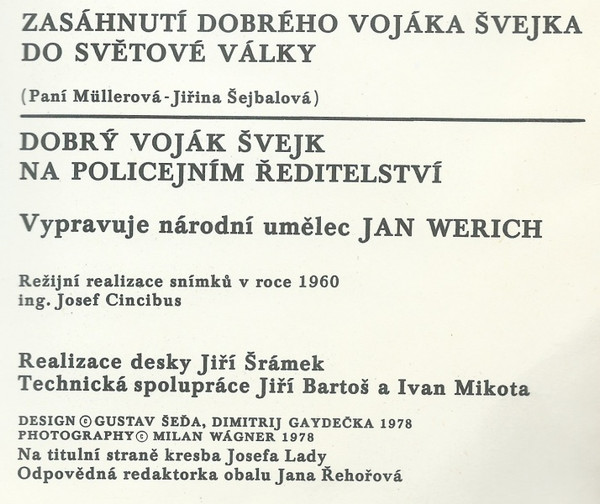 ZASÁHNUTÍ DOBRÉHO VOJÁKA ŠVEJKA
DO SVĚTOVÉ VÁLKY
(Paní Müllerová-Jiřina Šejbalová)
DOBRÝ VOJÁK ŠVEJK
NA POLICEJNÍM ŘEDITELSTVÍ
Vypravuje národní umělec JAN WERICH
Režijní realizace snímků v roce 1960
ing. Josef Cincibus
Realizace desky Jiří Šrámek
Technická spolupráce Jiří Bartoš a Ivan Mikota
DESIGN © GUSTAV ŠEĎA, DIMITRIJ GAYDEČKA 1978
PHOTOGRAPHY © MILAN WÁGNER 1978
Na titulní straně kresba Josefa Lady
Odpovědná redaktorka obalu Jana Řehořová